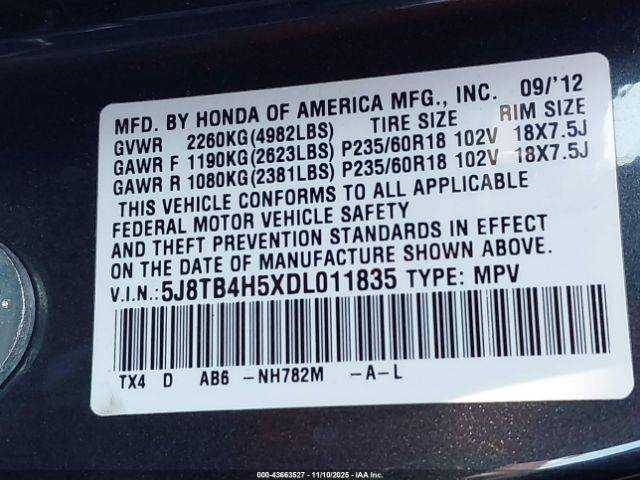 MFD. BY HONDA OF AMERICA MFG., INC. 09/'12
GVWR 2260KG(4982LBS) TIRE SIZE RIM SIZE
GAWR F 1190KG(2623LBS) P235/60R18 102V 18X7.5J
GAWR R 1080KG(2381LBS) P235/60R18 102V 18X7.5J
THIS VEHICLE CONFORMS TO ALL APPLICABLE
FEDERAL MOTOR VEHICLE SAFETY
AND THEFT PREVENTION STANDARDS IN EFFECT
ON THE DATE OF MANUFACTURE SHOWN ABOVE.
V.I.N.:5J8TB4H5XDL011835 TYPE: MPV
TX4 D AB6 -NH782M -A-L
000-43663527 - 11/10/2025 - IAA Inc.